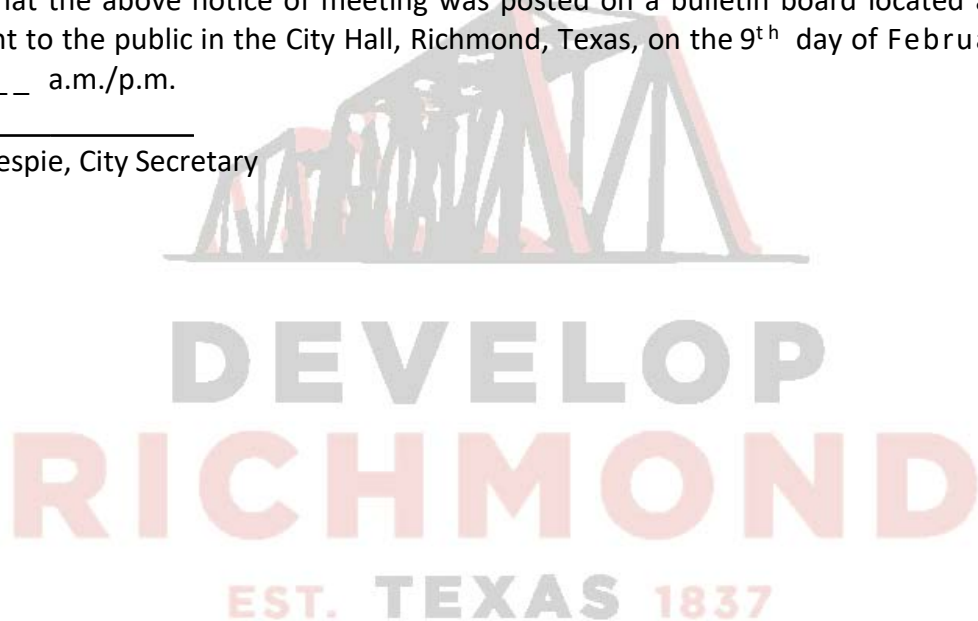 hat the above notice of meeting was posted on a bulletin board located a
nt to the public in the City Hall, Richmond, Texas, on the 9th day of Februa
_ _ a.m./p.m.
espie, City Secretary
DEVELOP
RICHMOND
EST. TEXAS 1837